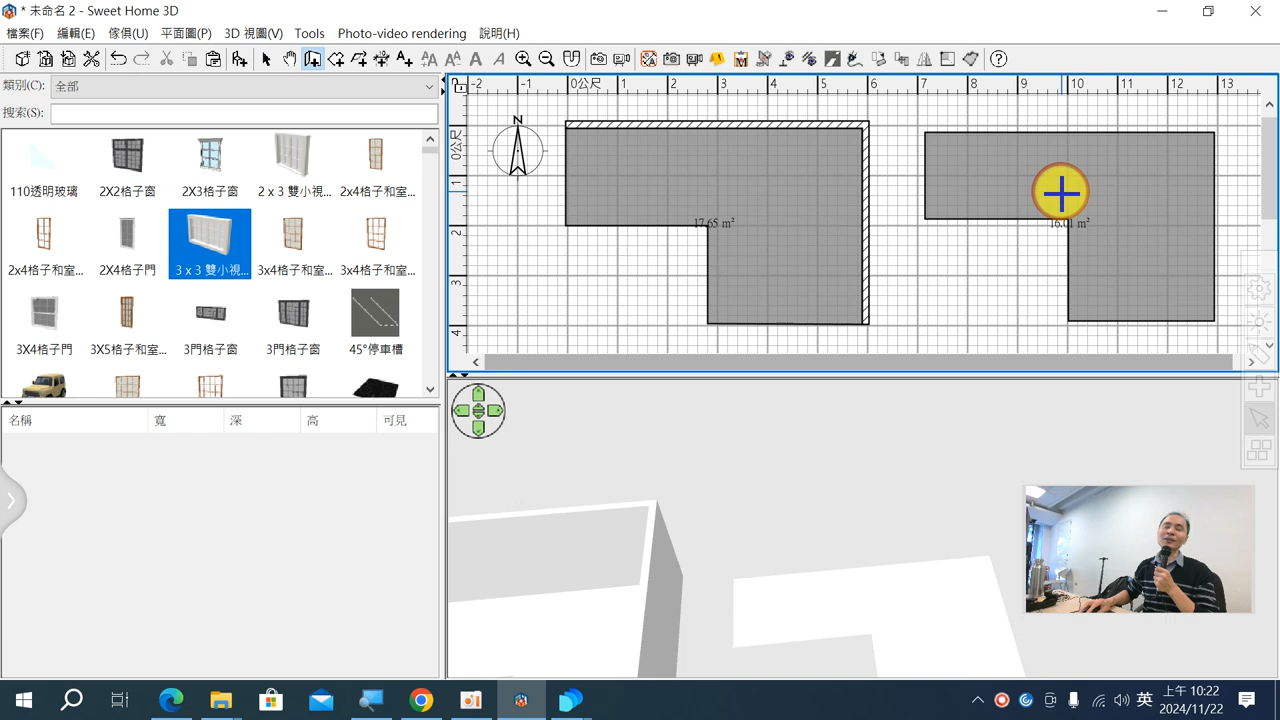 * 未命名 2 - Sweet Home 3D
檔案(F) 編輯(E) 傢俱(U) 平面圖(P) 3D 視圖(V) Tools Photo-video rendering 說明(H)
類別(C): 全部
搜索(S):
110透明玻璃 2X2格子窗 2X3格子窗 2 x 3 雙小視... 2x4格子和室...
2x4格子和室... 2X4格子門 3 x 3 雙小視... 3x4格子和室... 3x4格子和室...
3X4格子門 3X5格子和室... 3門格子窗 3門格子窗 45°停車槽
名稱 寬 深 高 可見
-2 -1 0公尺 1 2 3 4 5 6 7 8 9 10 11 12 13
0公尺
1
2
3
4
N
17.65 m²
上午 10:22
英
2024/11/22